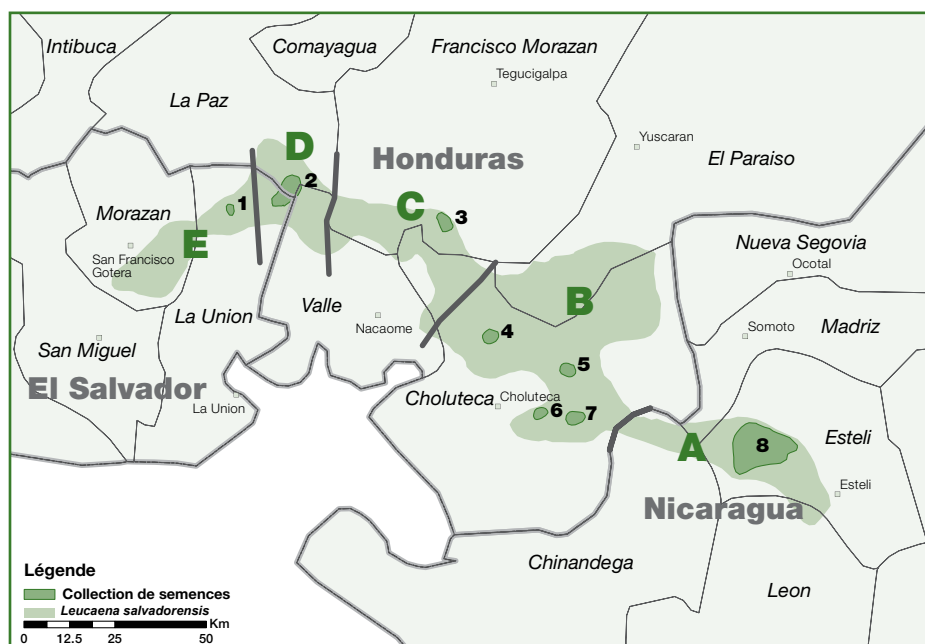 Intibuca
Comayagua
Francisco Morazan
Tegucigalpa
La Paz
Yuscaran
D
Honduras
El Paraiso
2
1
C
3
Morazan
E
San Francisco
Gotera
Nueva Segovia
Ocotal
B
La Union
Valle
Nacaome
4
Somoto
Madriz
San Miguel
El Salvador
La Union
5
Choluteca
Choluteca
6
7
A
8
Esteli
Esteli
Nicaragua
Chinandega
Leon
Légende
Collection de semences
Leucaena salvadorensis
Km
0 12.5 25 50